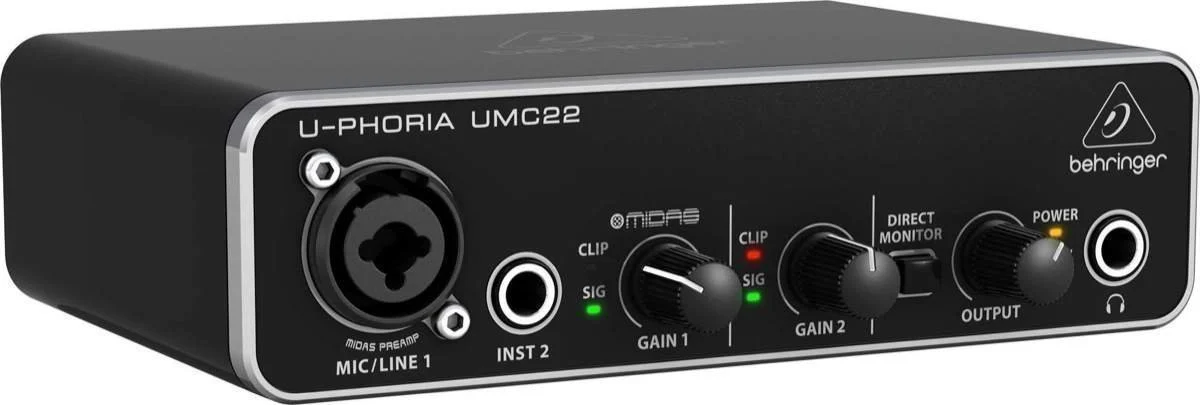 behringer
U-PHORIA UMC22
behringer
MIDAS
CLIP
SIG
GAIN 1
CLIP
SIG
GAIN 2
DIRECT
MONITOR
POWER
OUTPUT
MIDAS PREAMP
MIC/LINE 1
INST 2